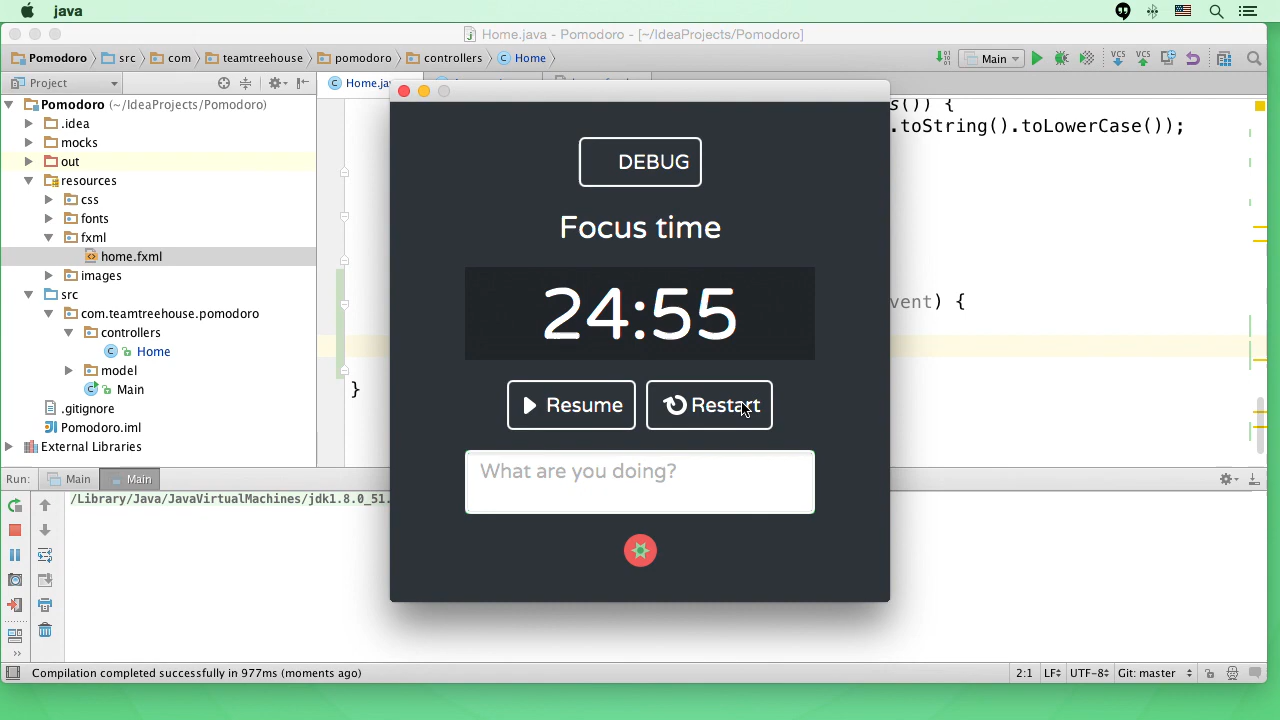 java
Home.java - Pomodoro - [~/IdeaProjects/Pomodoro]
Pomodoro src com teamtreehouse pomodoro controllers Home
Main
Project
Home.ja
Pomodoro (~/IdeaProjects/Pomodoro)
.idea
mocks
out
resources
css
fonts
fxml
home.fxml
images
src
com.teamtreehouse.pomodoro
controllers
Home
model
Main
.gitignore
Pomodoro.iml
External Libraries
()) {
.toString().toLowerCase());
vent) {
}
DEBUG
Focus time
24:55
Resume
Restart
What are you doing?
Run: Main Main
/Library/Java/JavaVirtualMachines/jdk1.8.0_51.
Compilation completed successfully in 977ms (moments ago)
2:1 LF UTF-8 Git: master